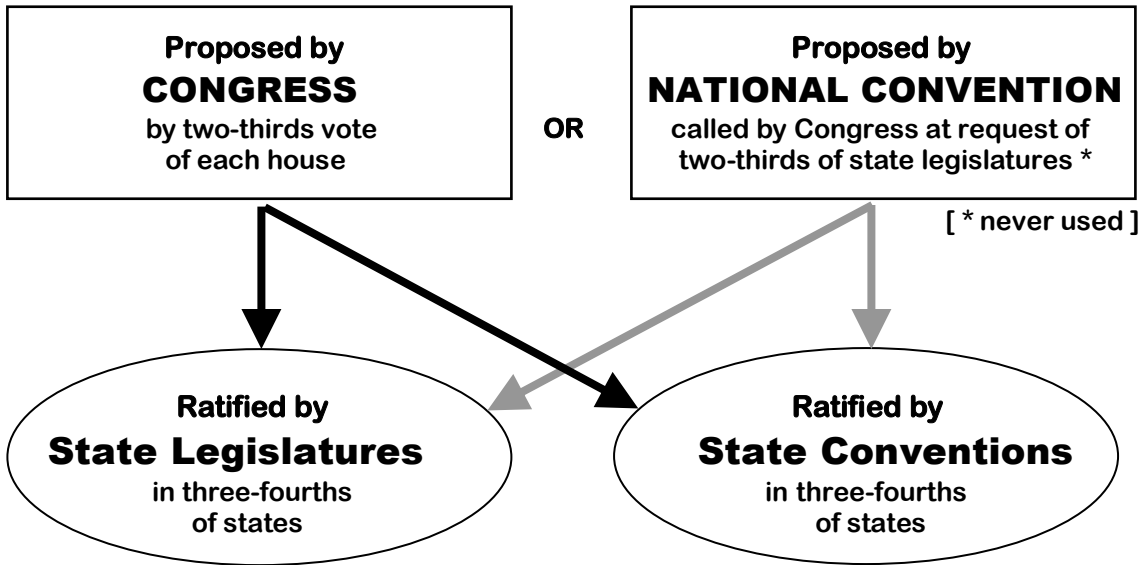 Proposed by
CONGRESS
by two-thirds vote
of each house
OR
Proposed by
NATIONAL CONVENTION
called by Congress at request of
two-thirds of state legislatures *
[ * never used ]
Ratified by
State Legislatures
in three-fourths
of states
Ratified by
State Conventions
in three-fourths
of states